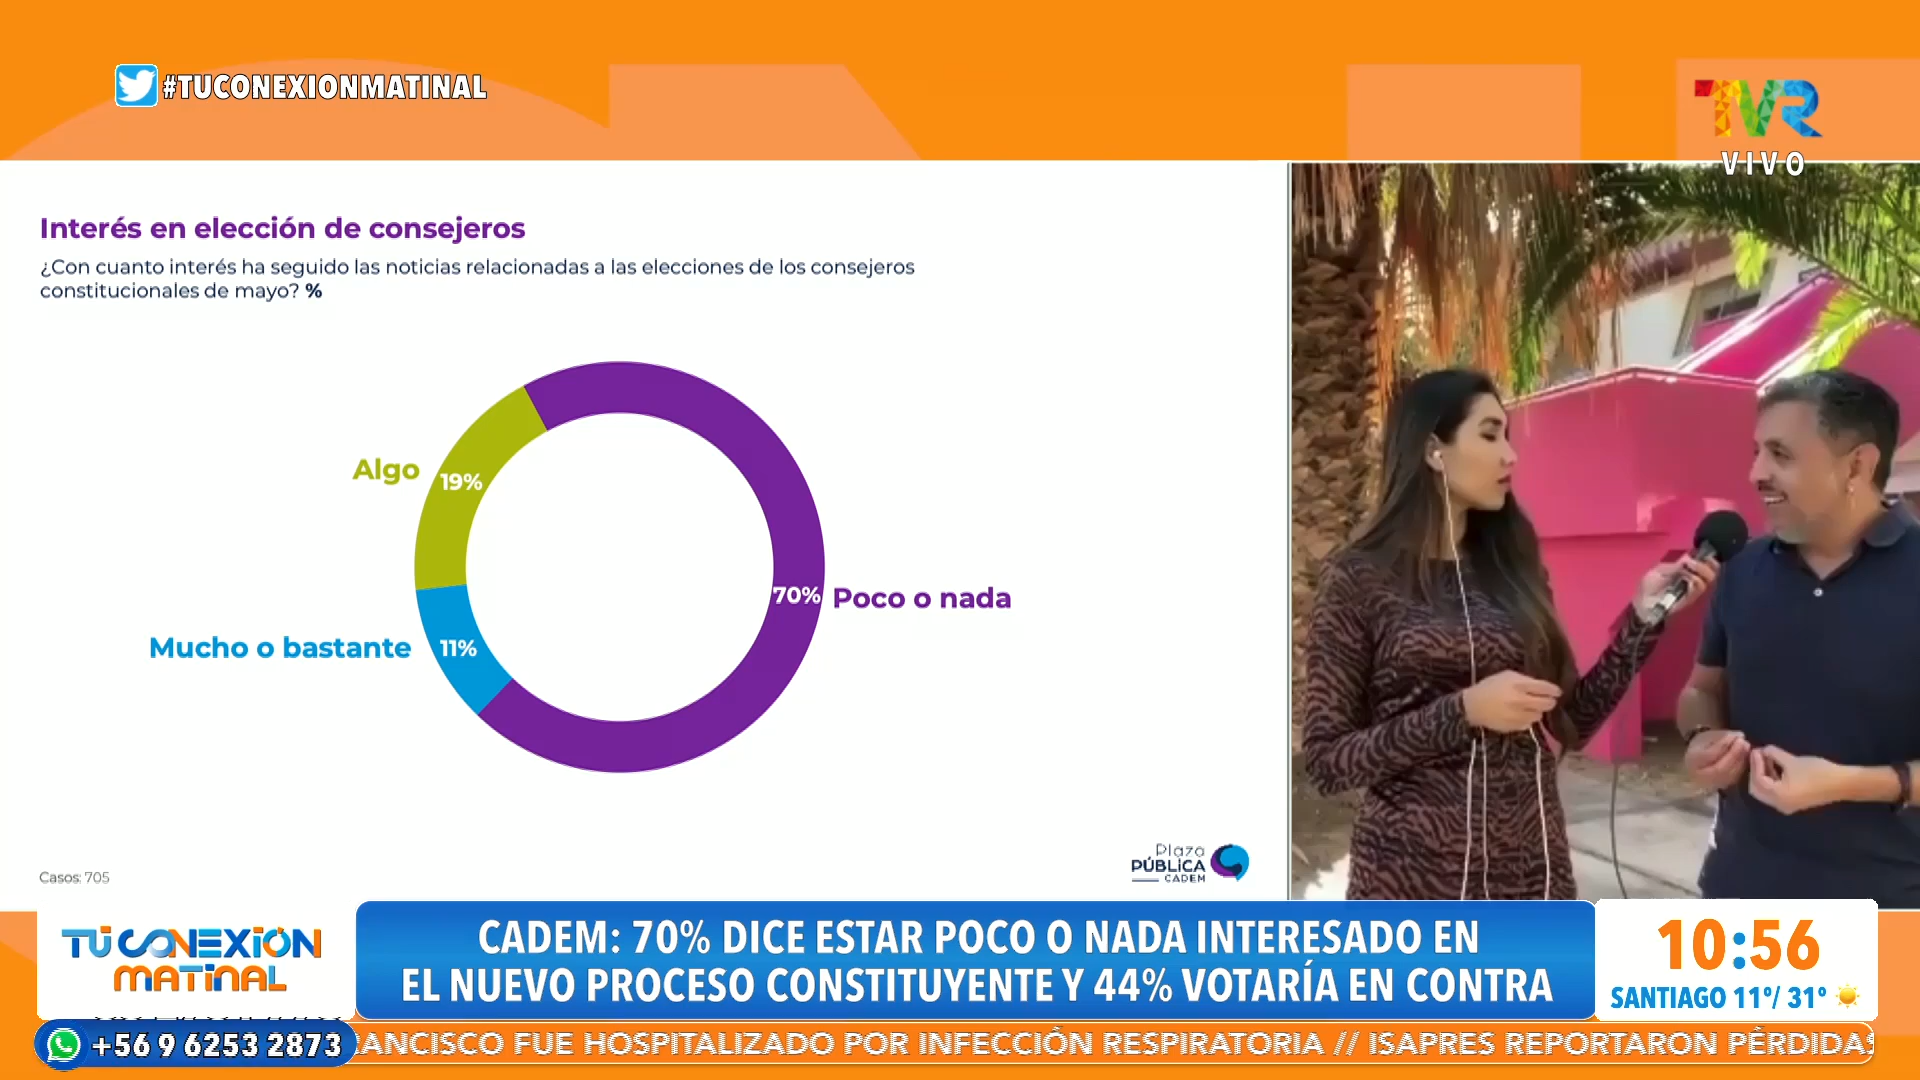 #TUCONEXIONMATINAL
TVR
VIVO
Interés en elección de consejeros
¿Con cuanto interés ha seguido las noticias relacionadas a las elecciones de los consejeros
constitucionales de mayo? %
Algo
19%
70% Poco o nada
Mucho o bastante
11%
Casos: 705
Plaza
PÚBLICA
CADEM
TÚ CONEXIÓN
MATINAL
CADEM: 70% DICE ESTAR POCO O NADA INTERESADO EN
EL NUEVO PROCESO CONSTITUYENTE Y 44% VOTARÍA EN CONTRA
10:56
SANTIAGO 11°/ 31°
+56 9 6253 2873
ANCISCO FUE HOSPITALIZADO POR INFECCIÓN RESPIRATORIA // ISAPRES REPORTARON PÉRDIDAS